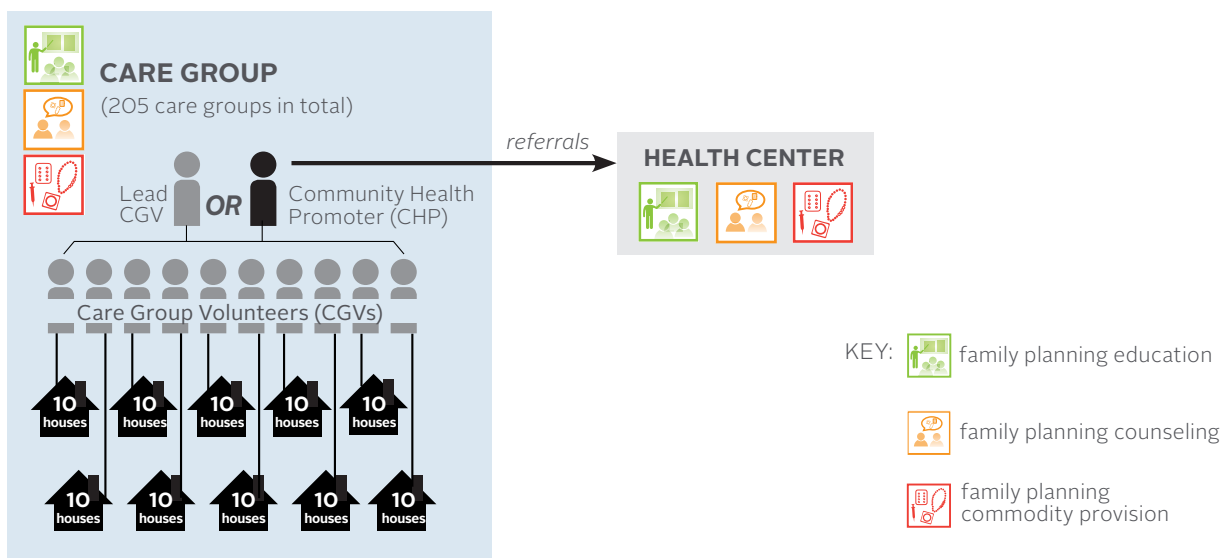 CARE GROUP
(205 care groups in total)
referrals
HEALTH CENTER
Lead
CGV
OR
Community Health
Promoter (CHP)
Care Group Volunteers (CGVs)
10
houses
10
houses
10
houses
10
houses
10
houses
10
houses
10
houses
10
houses
10
houses
10
houses
KEY:
family planning education
family planning counseling
family planning
commodity provision